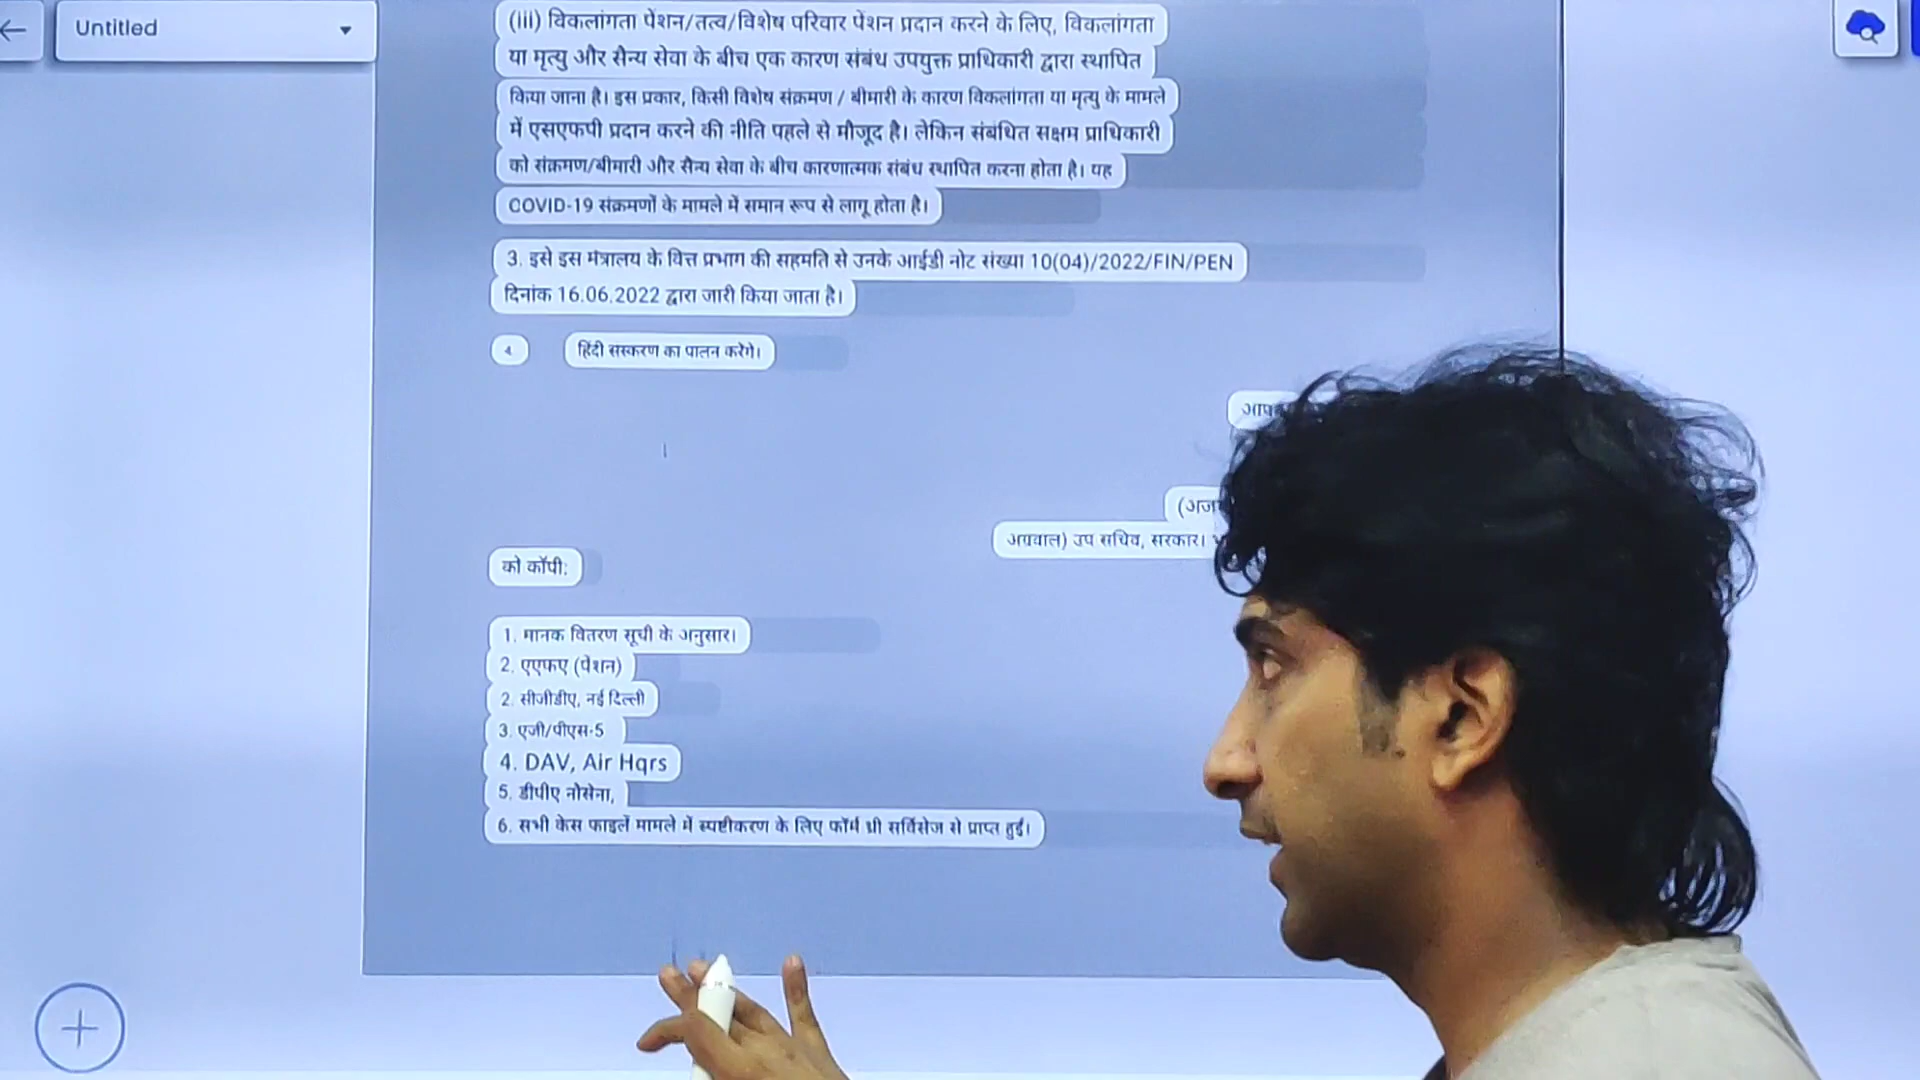 Untitled
(iii) विकलांगता पेंशन/तत्व/विशेष परिवार पेंशन प्रदान करने के लिए, विकलांगता
या मृत्यु और सैन्य सेवा के बीच एक कारण संबंध उपयुक्त प्राधिकारी द्वारा स्थापित
किया जाना है। इस प्रकार, किसी विशेष संक्रमण / बीमारी के कारण विकलांगता या मृत्यु के मामले
में एसएफपी प्रदान करने की नीति पहले से मौजूद है। लेकिन संबंधित सक्षम प्राधिकारी
को संक्रमण/बीमारी और सैन्य सेवा के बीच कारणात्मक संबंध स्थापित करना होता है। यह
COVID-19 संक्रमणों के मामले में समान रूप से लागू होता है।
3. इसे इस मंत्रालय के वित्त प्रभाग की सहमति से उनके आईडी नोट संख्या 10(04)/2022/FIN/PEN
दिनांक 16.06.2022 द्वारा जारी किया जाता है।
4 हिंदी संस्करण का पालन करेंगे।
अग्रवाल) उप सचिव, सरकार।
को कॉपी:
1. मानक वितरण सूची के अनुसार।
2. एएफए (पेंशन)
2. सीजीडीए, नई दिल्ली
3. एजी/पीएस-5
4. DAV, Air Hqrs
5. डीपीए नौसेना,
6. सभी केस फाइलें मामले में स्पष्टीकरण के लिए फॉर्म थ्री सर्विसेज से प्राप्त हुईं।